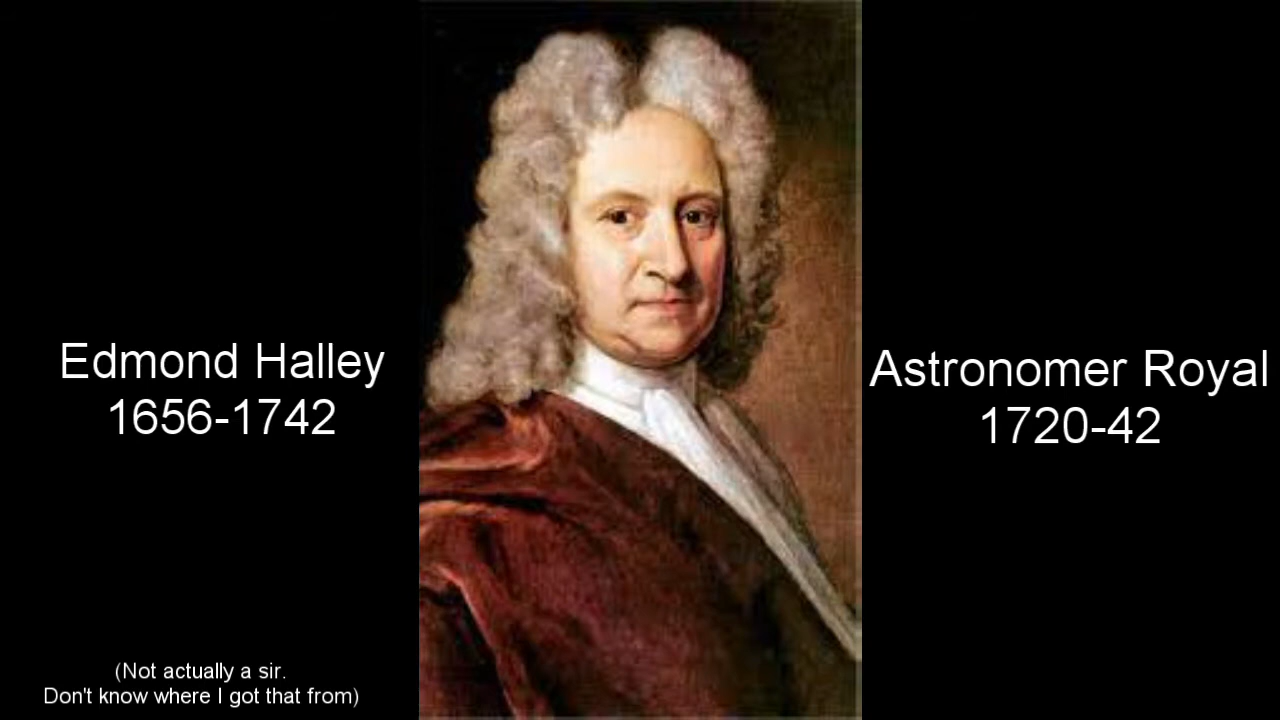 Edmond Halley
1656-1742
Astronomer Royal
1720-42
(Not actually a sir.
Don't know where I got that from)